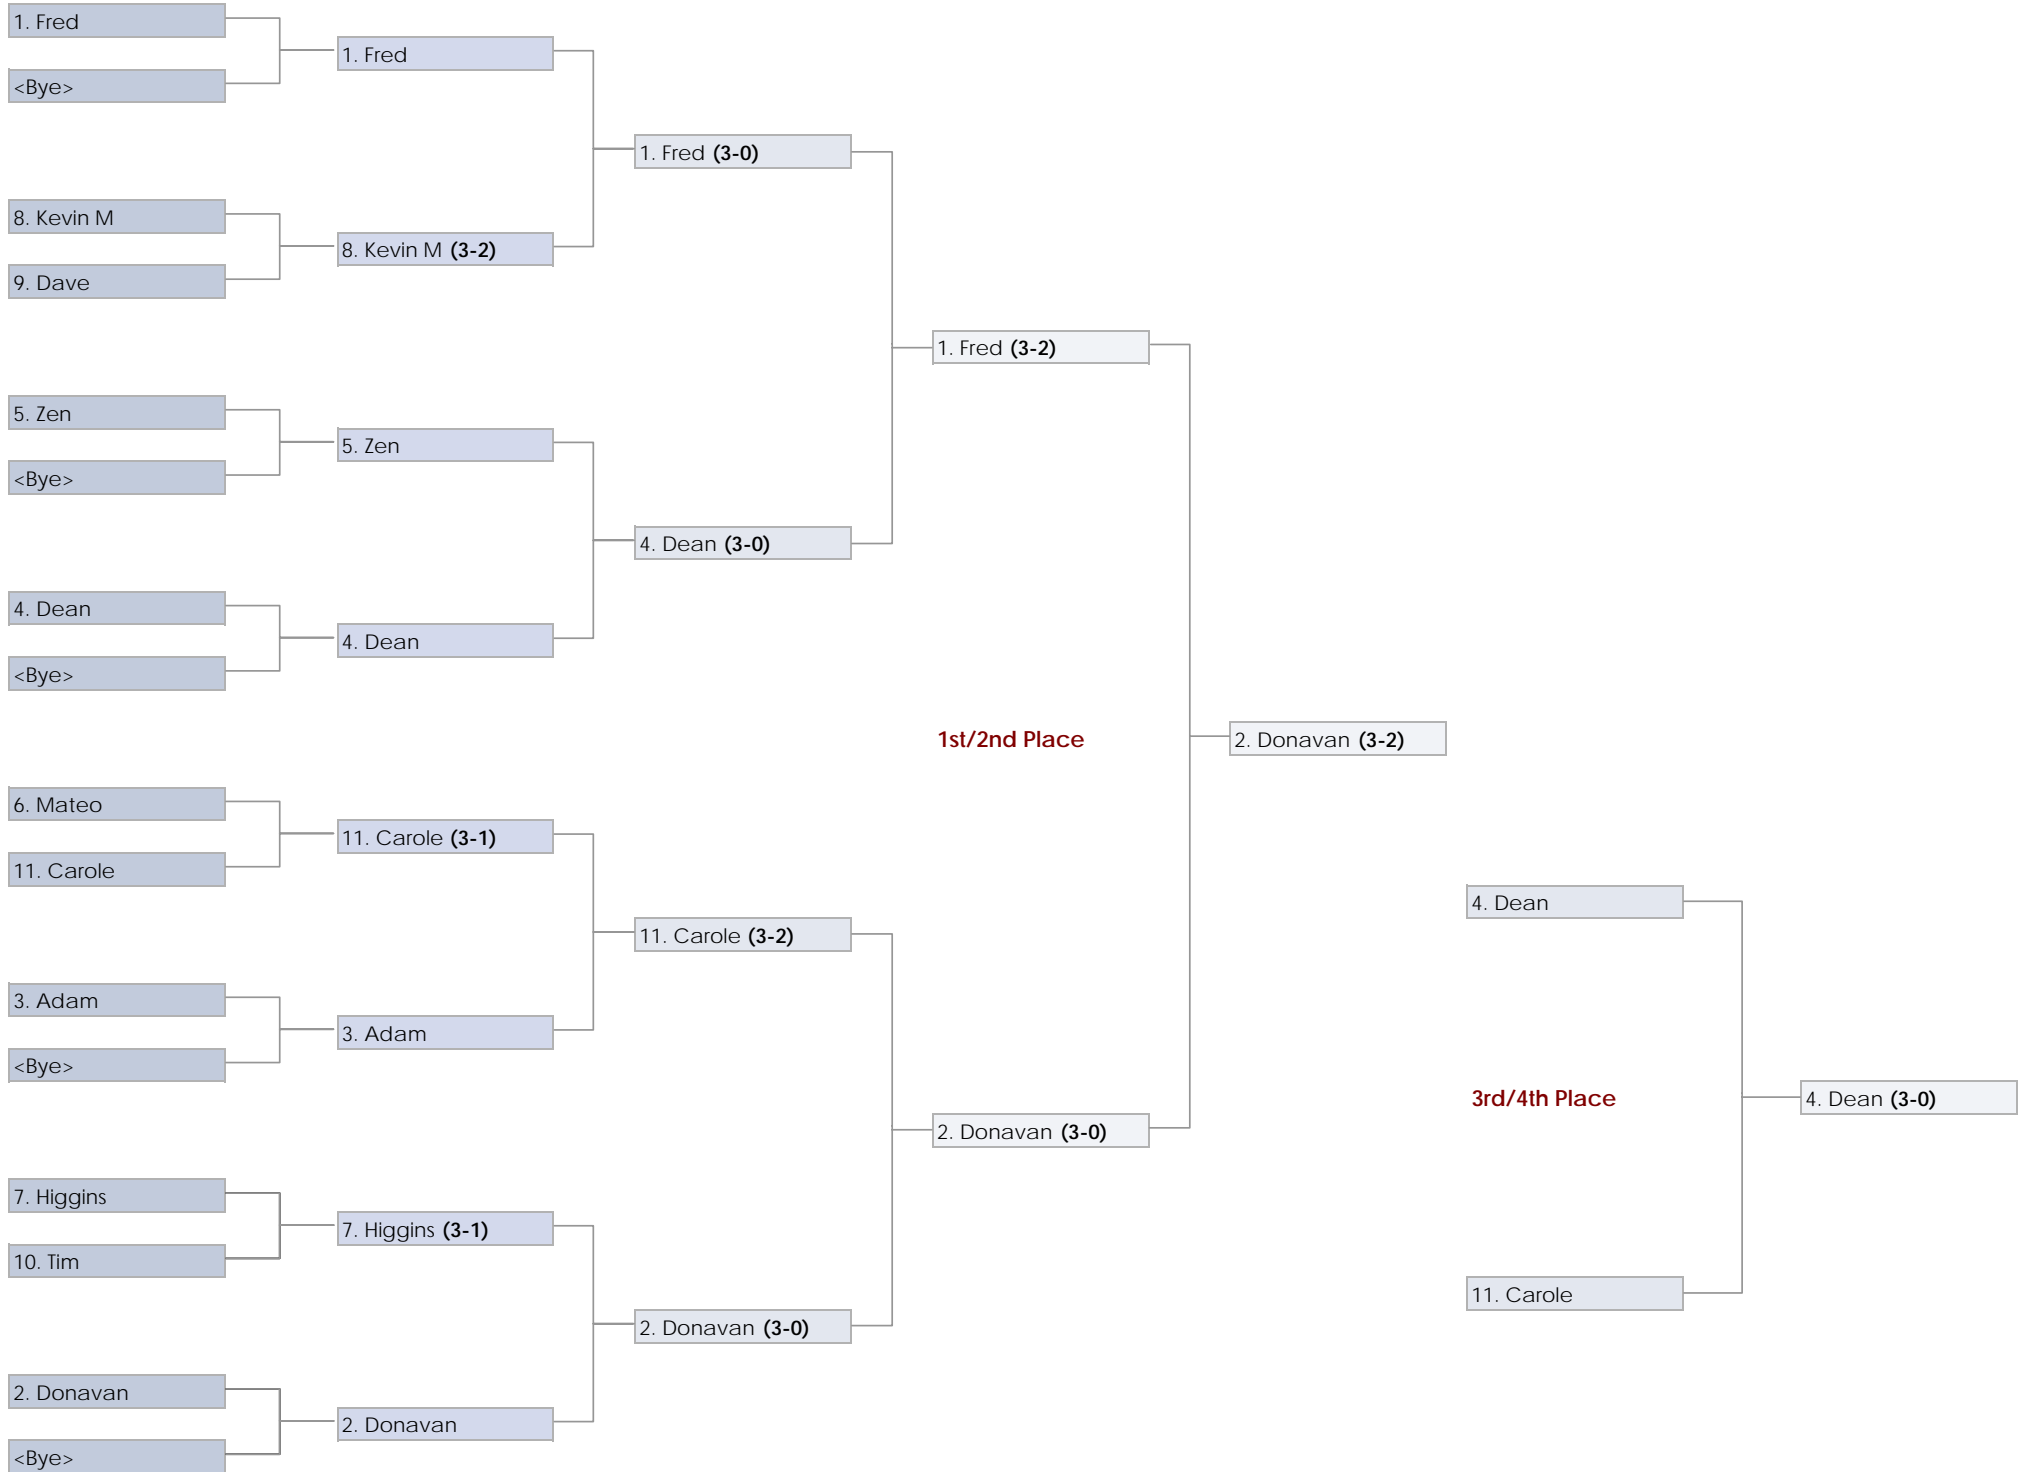 1. Fred
<Bye>
8. Kevin M
9. Dave
5. Zen
<Bye>
4. Dean
<Bye>
6. Mateo
11. Carole
3. Adam
<Bye>
7. Higgins
10. Tim
2. Donavan
<Bye>
1. Fred
8. Kevin M (3-2)
5. Zen
4. Dean
11. Carole (3-1)
3. Adam
7. Higgins (3-1)
2. Donavan
1. Fred (3-0)
4. Dean (3-0)
11. Carole (3-2)
2. Donavan (3-0)
1. Fred (3-2)
1st/2nd Place
2. Donavan (3-0)
2. Donavan (3-2)
4. Dean
3rd/4th Place
11. Carole
4. Dean (3-0)